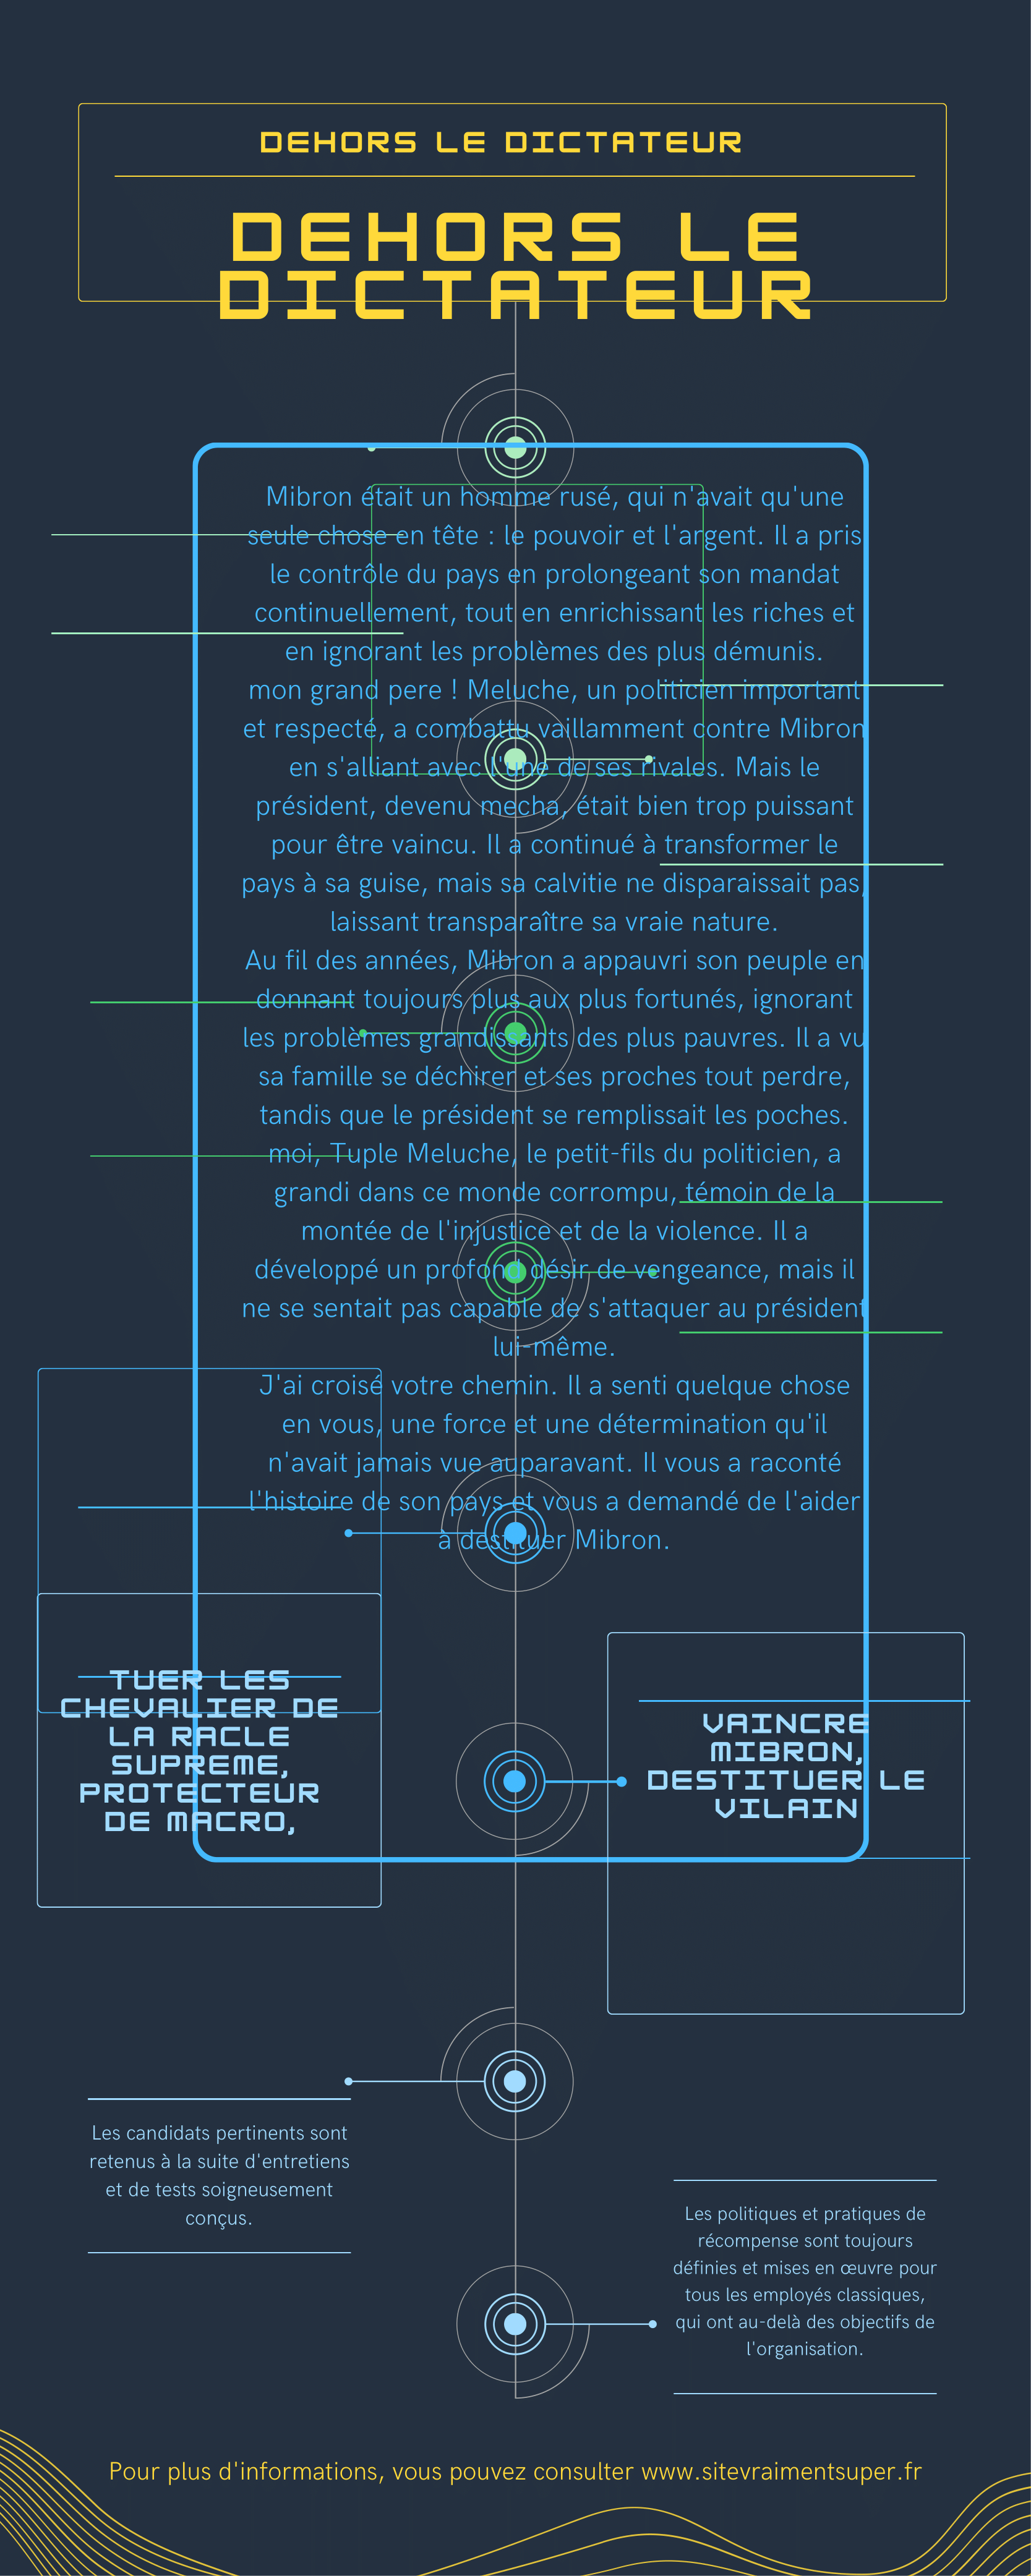 DEHORS LE DICTATEUR
DEHORS LE
DICTATEUR
Mibron était un homme rusé, qui n'avait qu'une
seule chose en tête : le pouvoir et l'argent. Il a pris
le contrôle du pays en prolongeant son mandat
continuellement, tout en enrichissant les riches et
en ignorant les problèmes des plus démunis.
mon grand pere ! Meluche, un politicien important
et respecté, a combattu vaillamment contre Mibron
en s'alliant avec l'une de ses rivales. Mais le
président, devenu mecha, était bien trop puissant
pour être vaincu. Il a continué à transformer le
pays à sa guise, mais sa calvitie ne disparaissait pas,
laissant transparaître sa vraie nature.
Au fil des années, Mibron a appauvri son peuple en
donnant toujours plus aux plus fortunés, ignorant
les problèmes grandissants des plus pauvres. Il a vu
sa famille se déchirer et ses proches tout perdre,
tandis que le président se remplissait les poches.
moi, Tuple Meluche, le petit-fils du politicien, a
grandi dans ce monde corrompu, témoin de la
montée de l'injustice et de la violence. Il a
développé un profond désir de vengeance, mais il
ne se sentait pas capable de s'attaquer au président
lui-même.
J'ai croisé votre chemin. Il a senti quelque chose
en vous, une force et une détermination qu'il
n'avait jamais vue auparavant. Il vous a raconté
l'histoire de son pays et vous a demandé de l'aider
à destituer Mibron.
TUER LES
CHEVALIER DE
LA RACLE
SUPREME,
PROTECTEUR
DE MACRO,
VAINCRE
MIBRON,
DESTITUER LE
VILAIN
Les candidats pertinents sont
retenus à la suite d'entretiens
et de tests soigneusement
conçus.
Les politiques et pratiques de
récompense sont toujours
définies et mises en œuvre pour
tous les employés classiques,
qui ont au-delà des objectifs de
l'organisation.
Pour plus d'informations, vous pouvez consulter www.sitevraimentsuper.fr